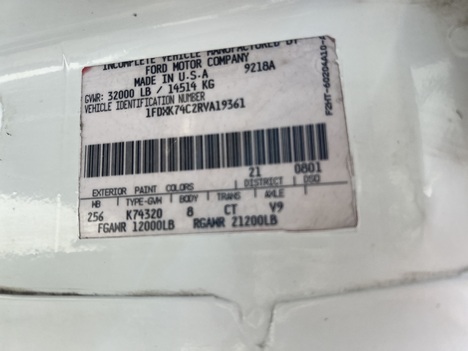 INCOMPLETE VEHICLE MANUFACTURED BY
FORD MOTOR COMPANY
MADE IN U.S.A 9218A
GVWR: 32000 LB / 14514 KG
VEHICLE IDENTIFICATION NUMBER
1FDXK74C2RVA19361
21 0801
EXTERIOR PAINT COLORS DISTRICT DSO
WB TYPE-GVW BODY TRANS AXLE
256 K74320 8 CT V9
FGAWR 12000LB RGAWR 21200LB
F2HT-60204A10-A